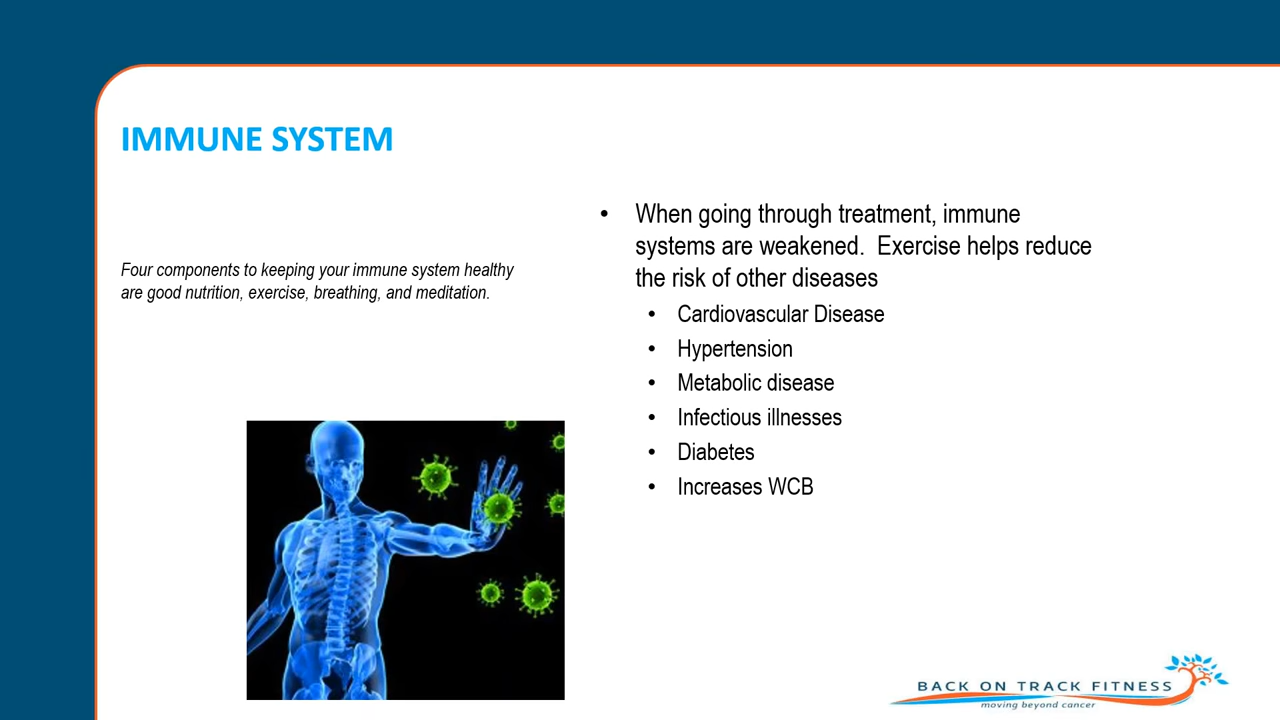 IMMUNE SYSTEM
Four components to keeping your immune system healthy
are good nutrition, exercise, breathing, and meditation.
• When going through treatment, immune
systems are weakened.  Exercise helps reduce
the risk of other diseases
• Cardiovascular Disease
• Hypertension
• Metabolic disease
• Infectious illnesses
• Diabetes
• Increases WCB
BACK ON TRACK FITNESS
moving beyond cancer